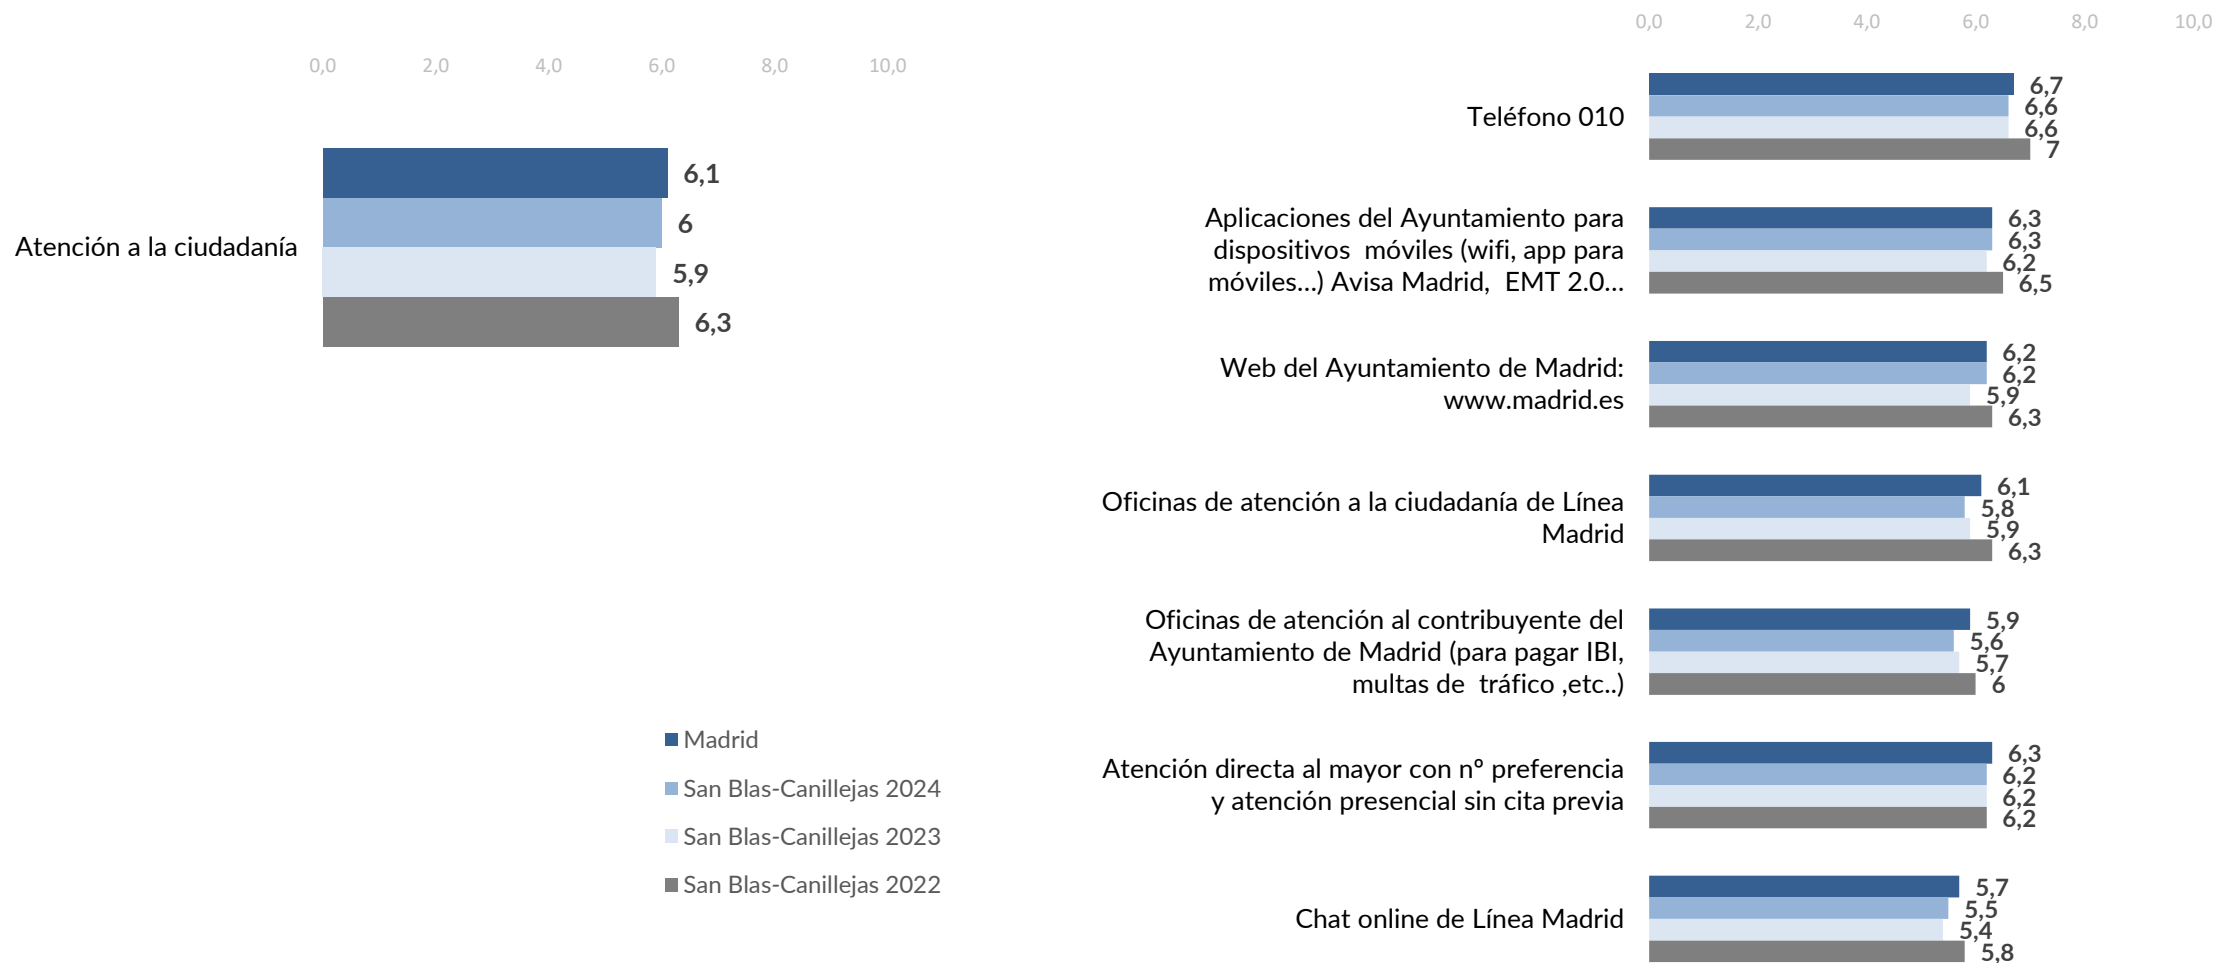 0,0 2,0 4,0 6,0 8,0 10,0
Atención a la ciudadanía
6,1
6
5,9
6,3
Madrid
San Blas-Canillejas 2024
San Blas-Canillejas 2023
San Blas-Canillejas 2022
0,0 2,0 4,0 6,0 8,0 10,0
Teléfono 010
6,7
6,6
6,6
7
Aplicaciones del Ayuntamiento para
dispositivos  móviles (wifi, app para
móviles...) Avisa Madrid,  EMT 2.0...
6,3
6,3
6,2
6,5
Web del Ayuntamiento de Madrid:
www.madrid.es
6,2
6,2
5,9
6,3
Oficinas de atención a la ciudadanía de Línea
Madrid
6,1
5,8
5,9
6,3
Oficinas de atención al contribuyente del
Ayuntamiento de Madrid (para pagar IBI,
multas de  tráfico ,etc..)
5,9
5,6
5,7
6
Atención directa al mayor con nº preferencia
y atención presencial sin cita previa
6,3
6,2
6,2
6,2
Chat online de Línea Madrid
5,7
5,5
5,4
5,8